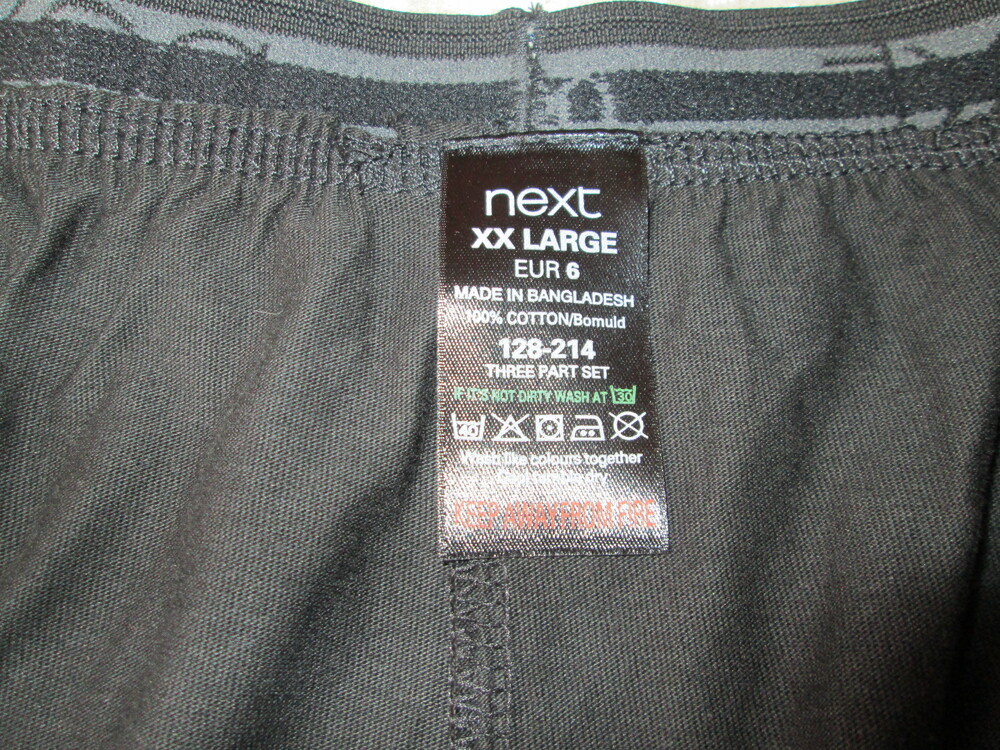 next
XX LARGE
EUR 6
MADE IN BANGLADESH
100% COTTON/Bomuld
128-214
THREE PART SET
IF IT'S NOT DIRTY WASH AT 30
40
Wash like colours together
KEEP AWAY FROM FIRE